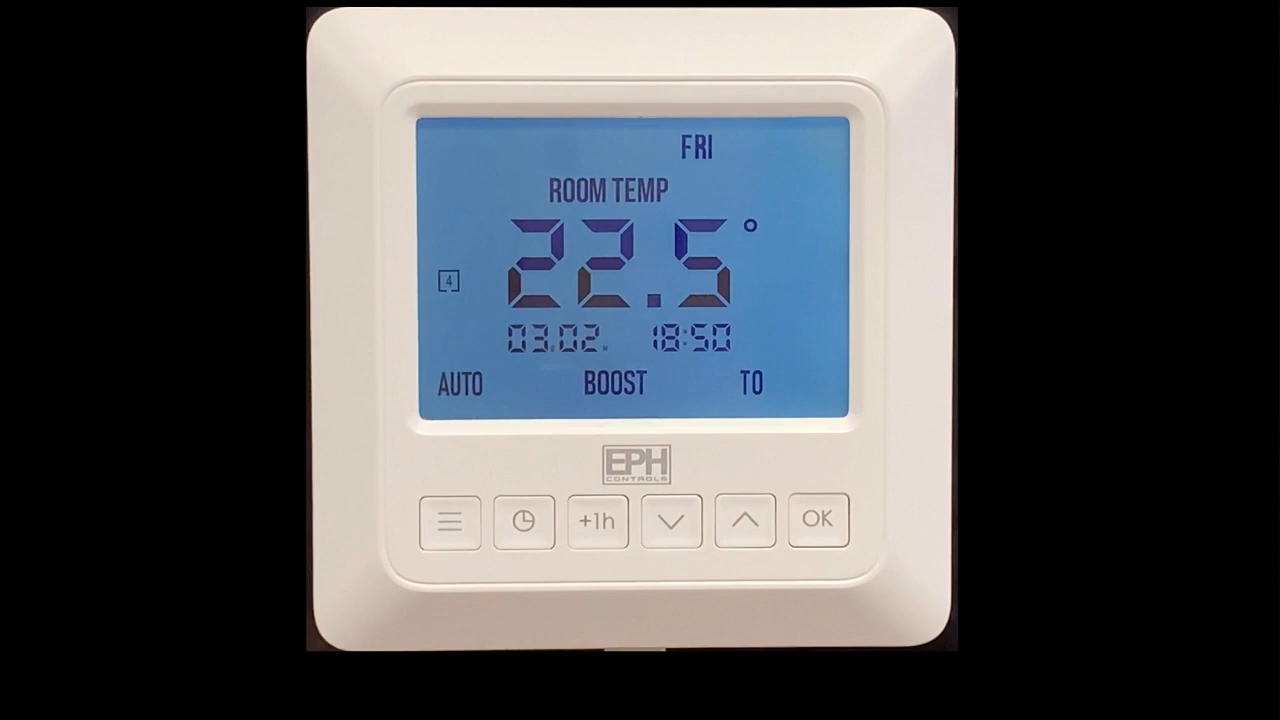 FRI
ROOM TEMP
22.5°
4
03.02 18:50
AUTO BOOST TO
EPH
CONTROLS
+1h OK